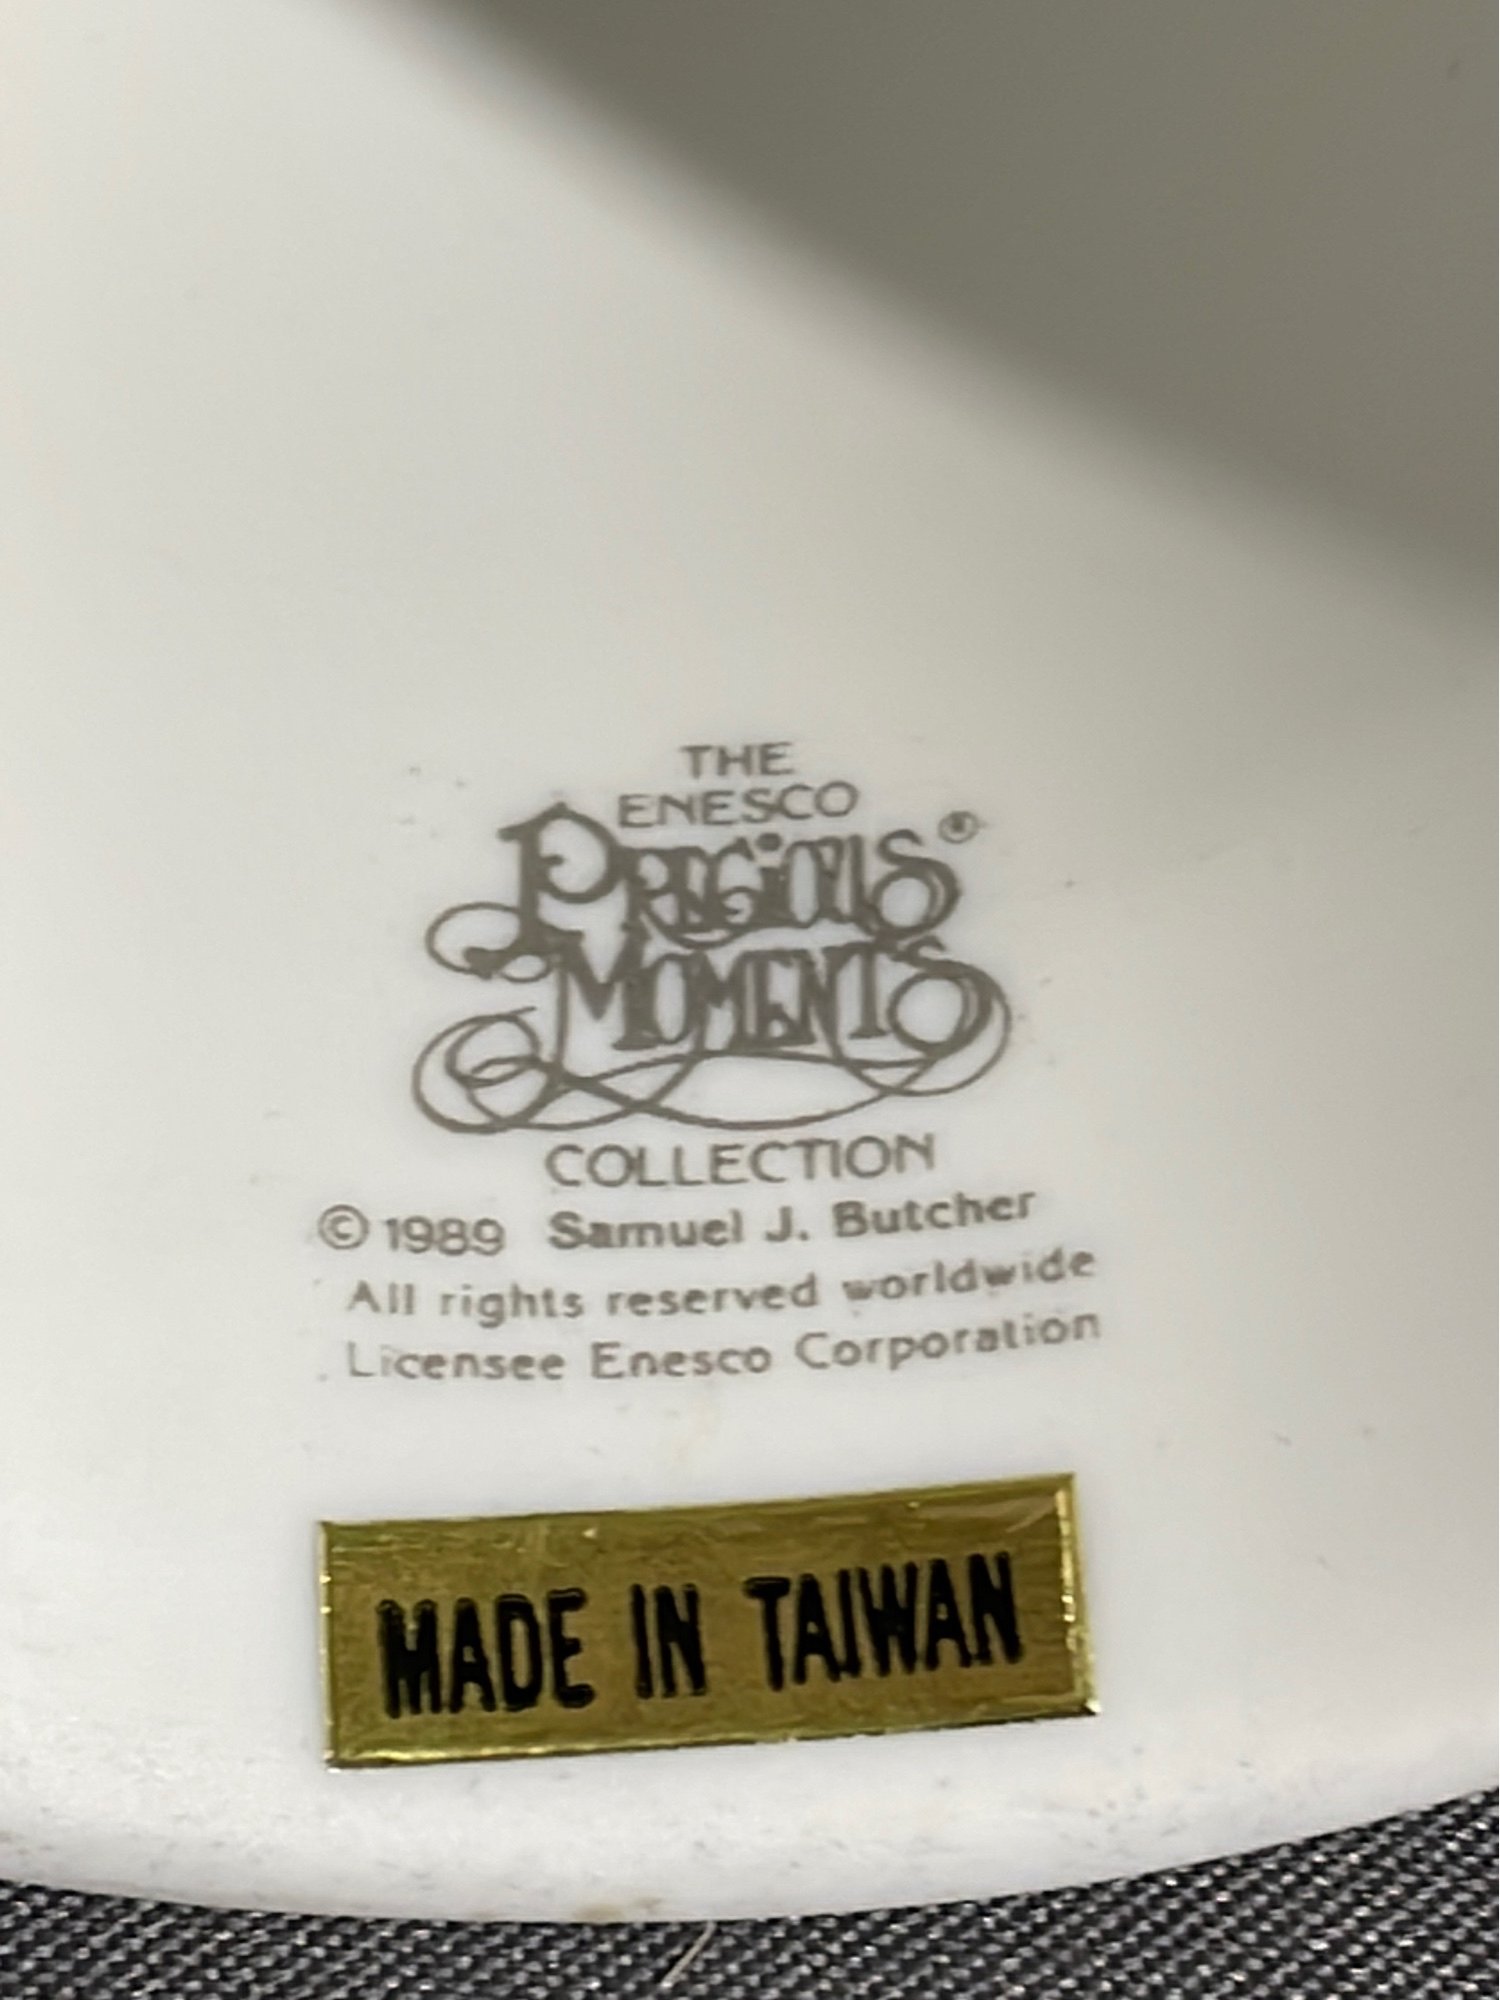 THE
ENESCO
PRECIOUS®
MOMENTS
COLLECTION
© 1989 Samuel J. Butcher
All rights reserved worldwide
Licensee Enesco Corporation
MADE IN TAIWAN